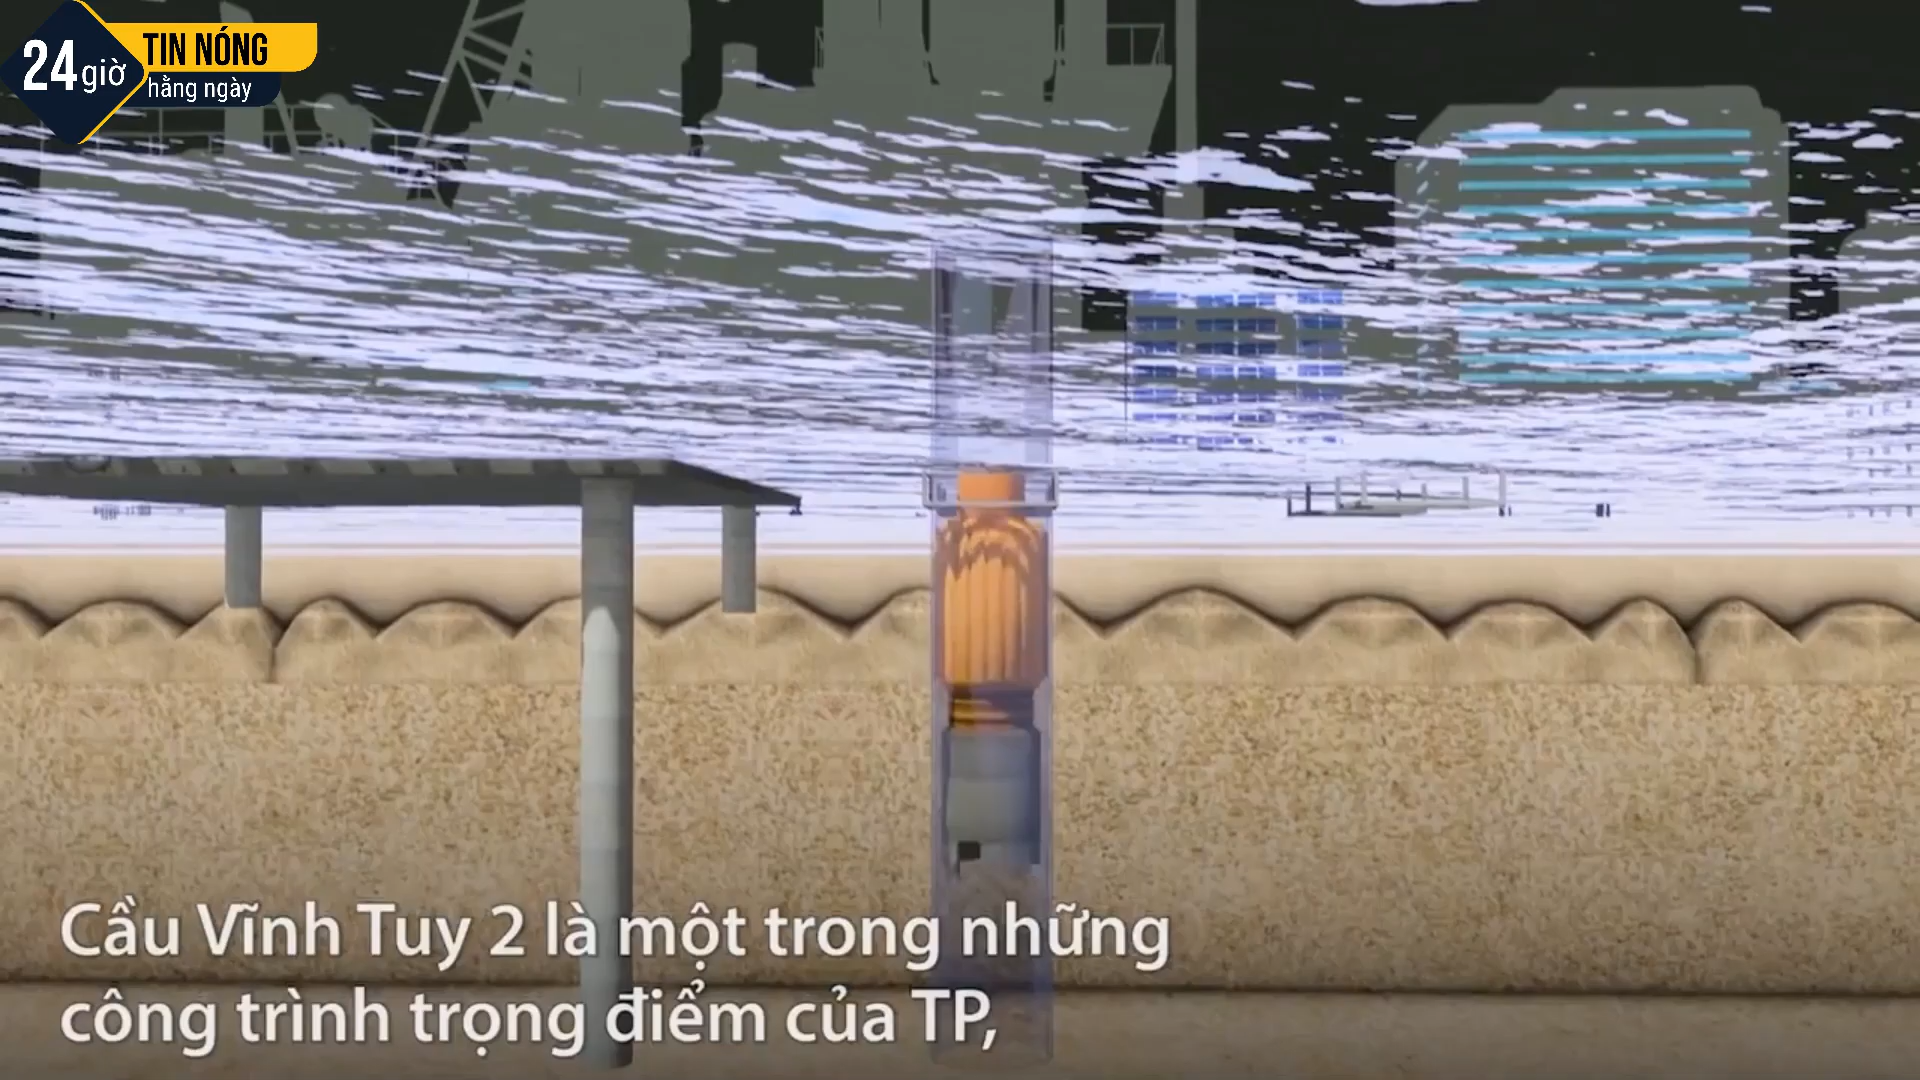 24giờ
TIN NÓNG
hằng ngày
Cầu Vĩnh Tuy 2 là một trong những
công trình trọng điểm của TP,